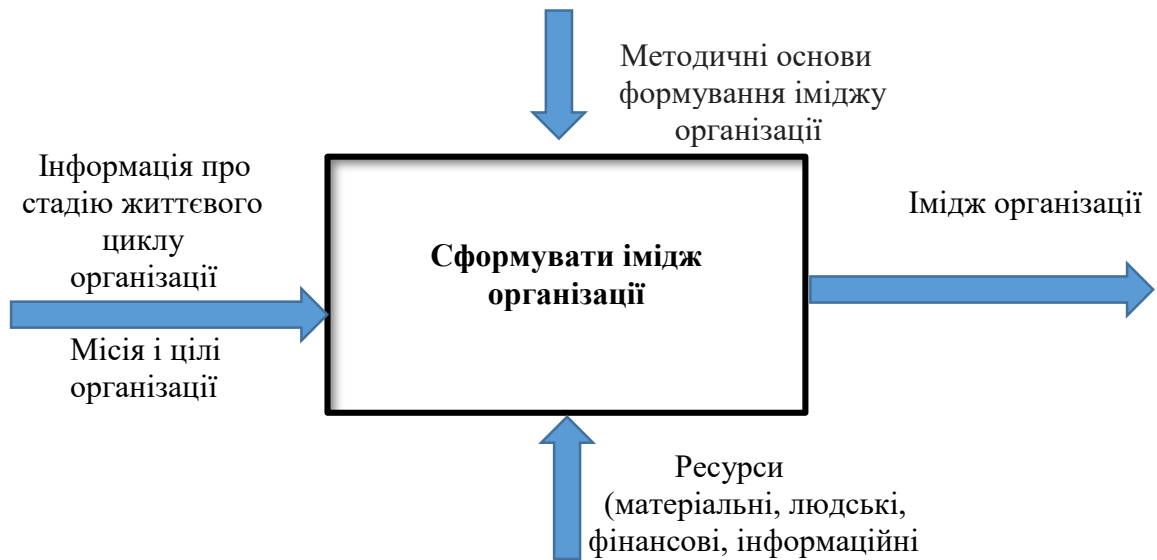 Методичні основи
формування іміджу
організації
Інформація про
стадію життєвого
циклу
організації
Місія і цілі
організації
Сформувати імідж
організації
Імідж організації
Ресурси
(матеріальні, людські,
фінансові, інформаційні